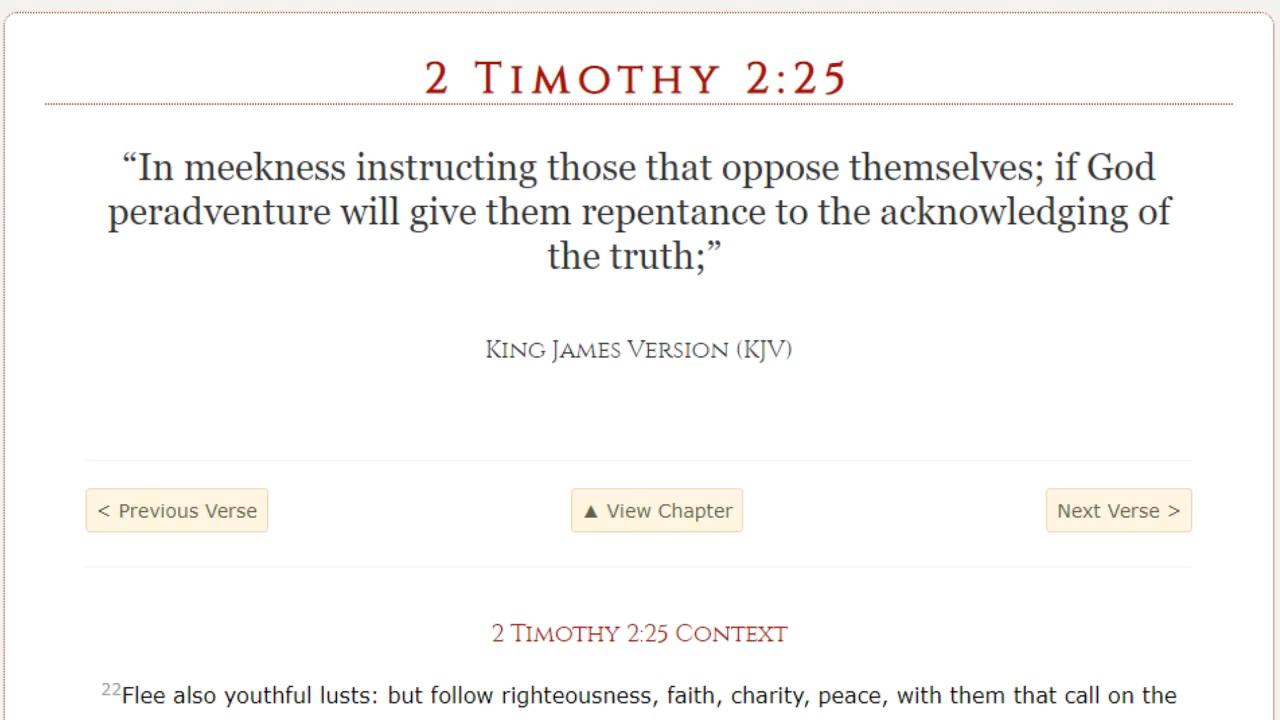 2 Timothy 2:25
“In meekness instructing those that oppose themselves; if God
peradventure will give them repentance to the acknowledging of
the truth;”
King James Version (KJV)
< Previous Verse
▲ View Chapter
Next Verse >
2 Timothy 2:25 Context
22Flee also youthful lusts: but follow righteousness, faith, charity, peace, with them that call on the